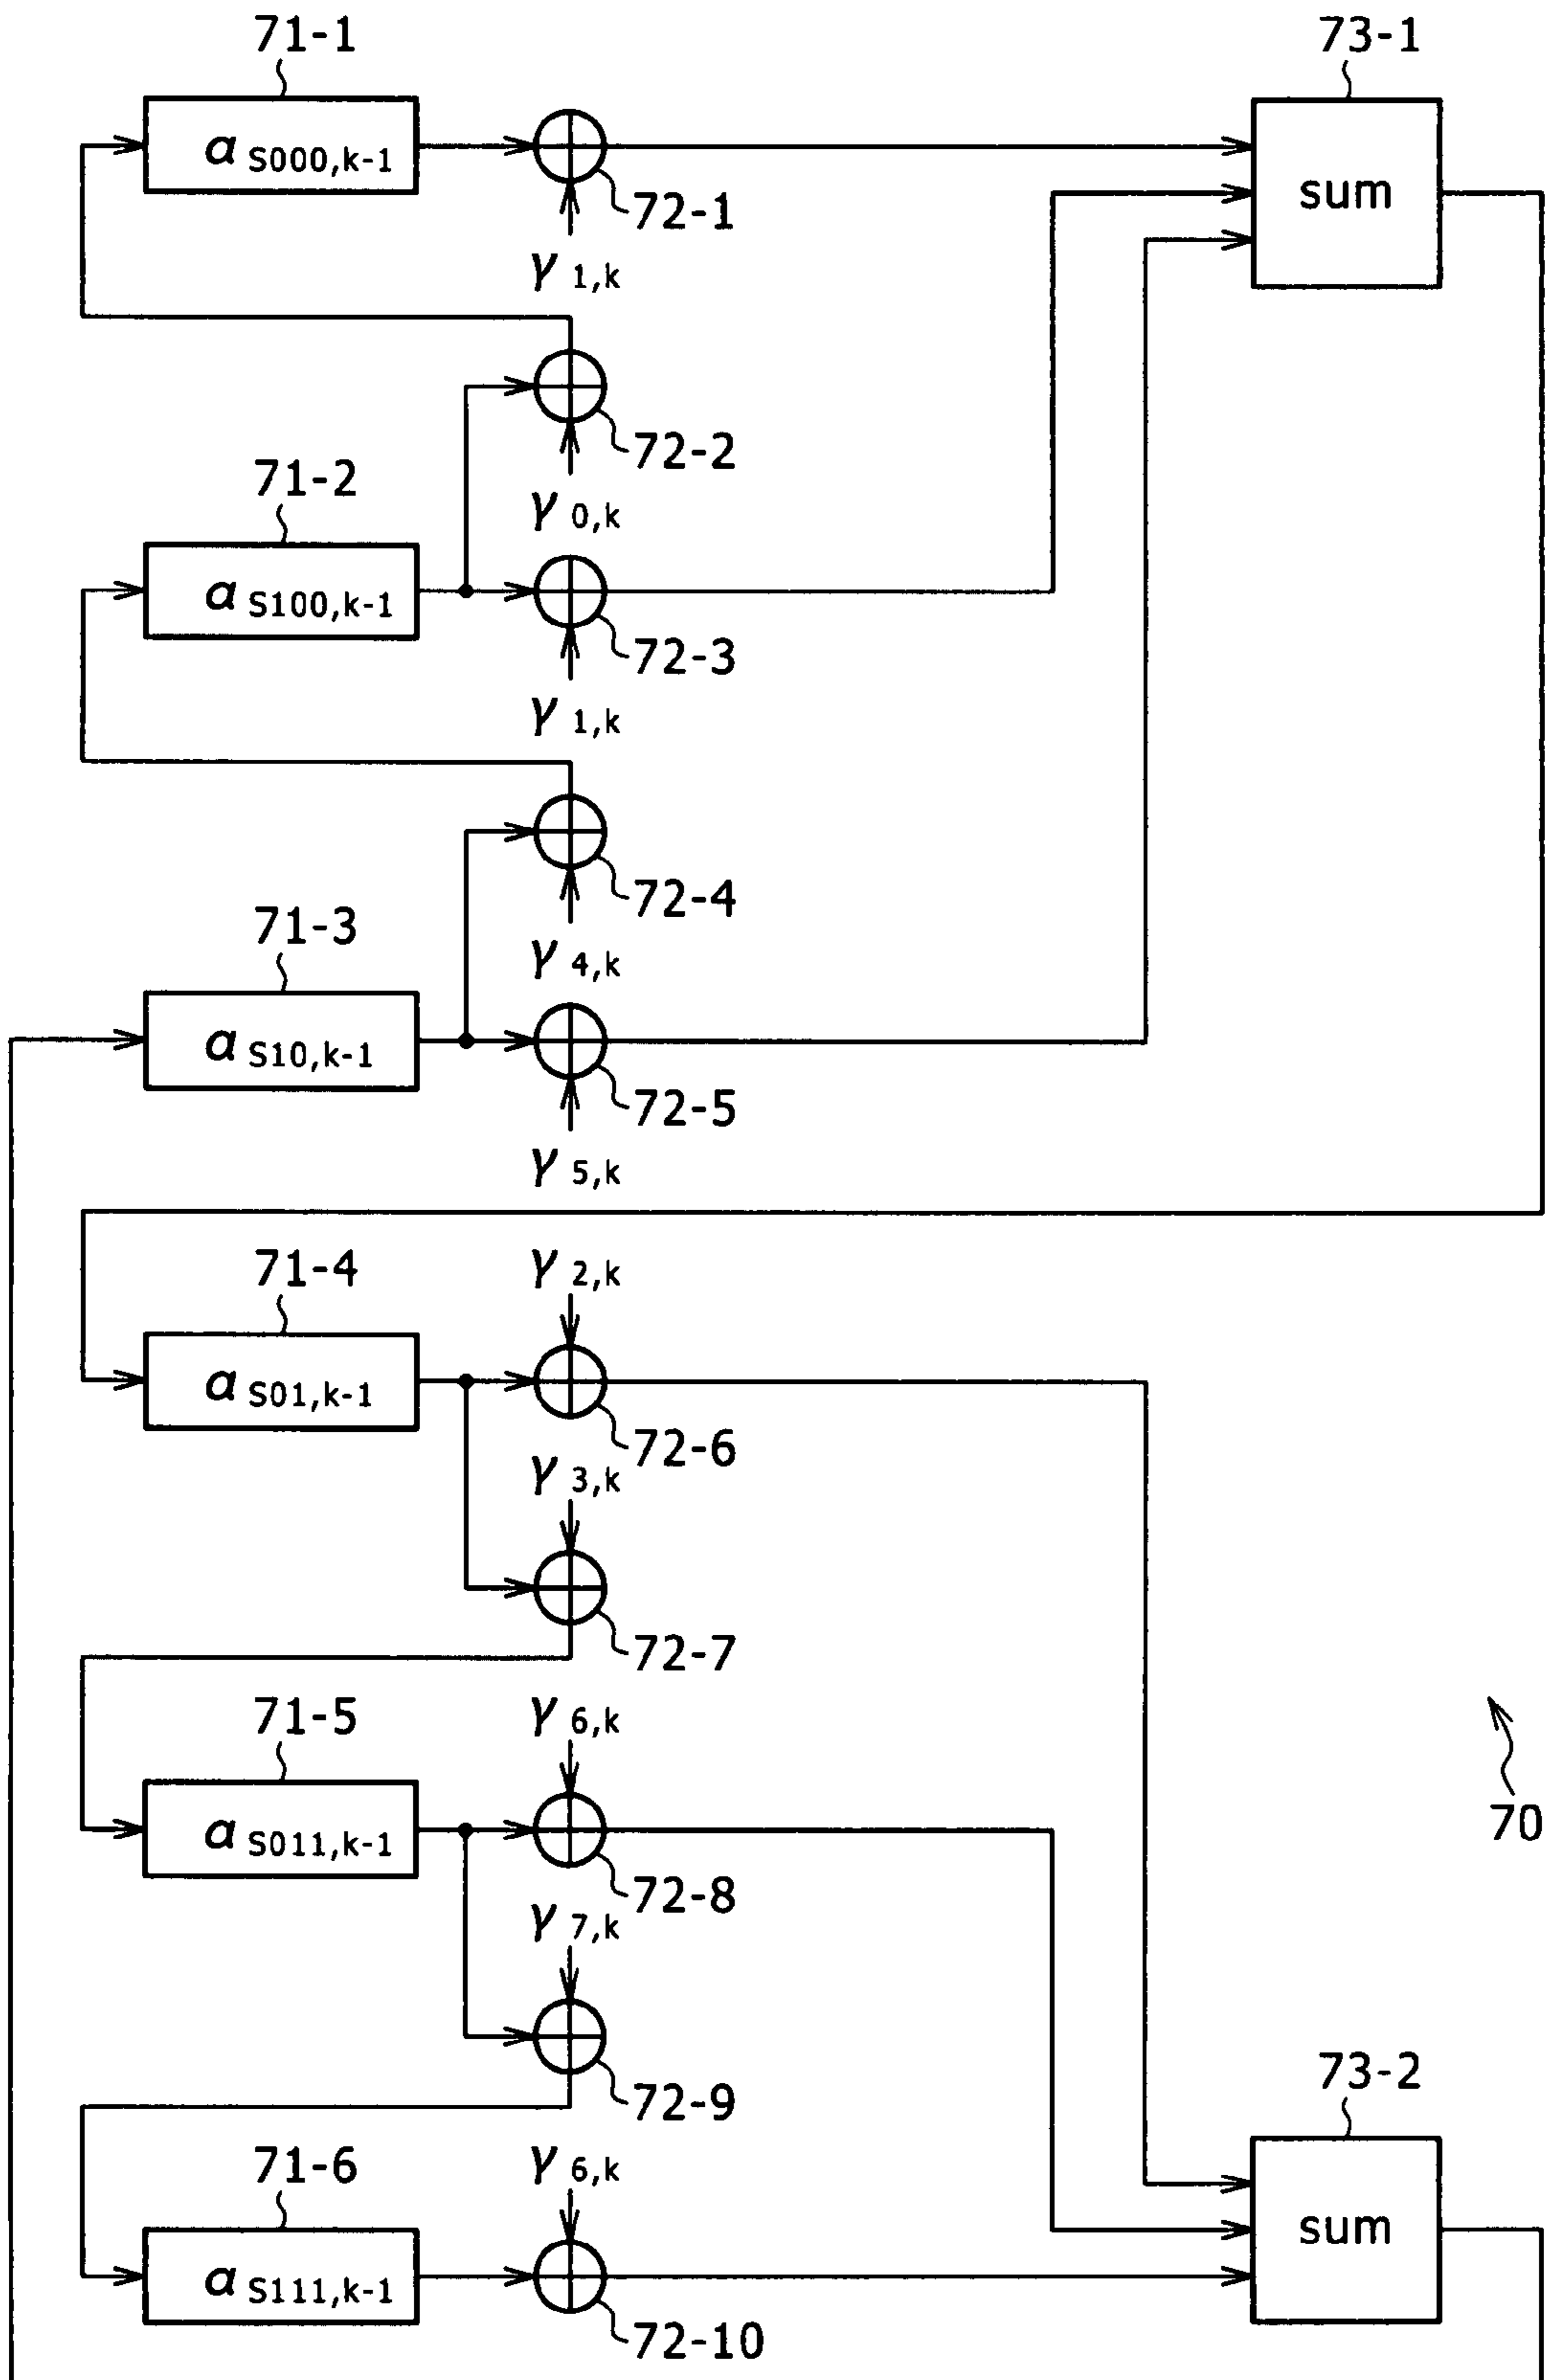 71-1
73-1
α S000,k-1
sum
72-1
γ 1,k
72-2
71-2
γ 0,k
α S100,k-1
72-3
γ 1,k
72-4
71-3
γ 4,k
α S10,k-1
72-5
γ 5,k
71-4
γ 2,k
α S01,k-1
72-6
γ 3,k
72-7
71-5
γ 6,k
α S011,k-1
70
72-8
γ 7,k
72-9
73-2
71-6
γ 6,k
α S111,k-1
sum
72-10